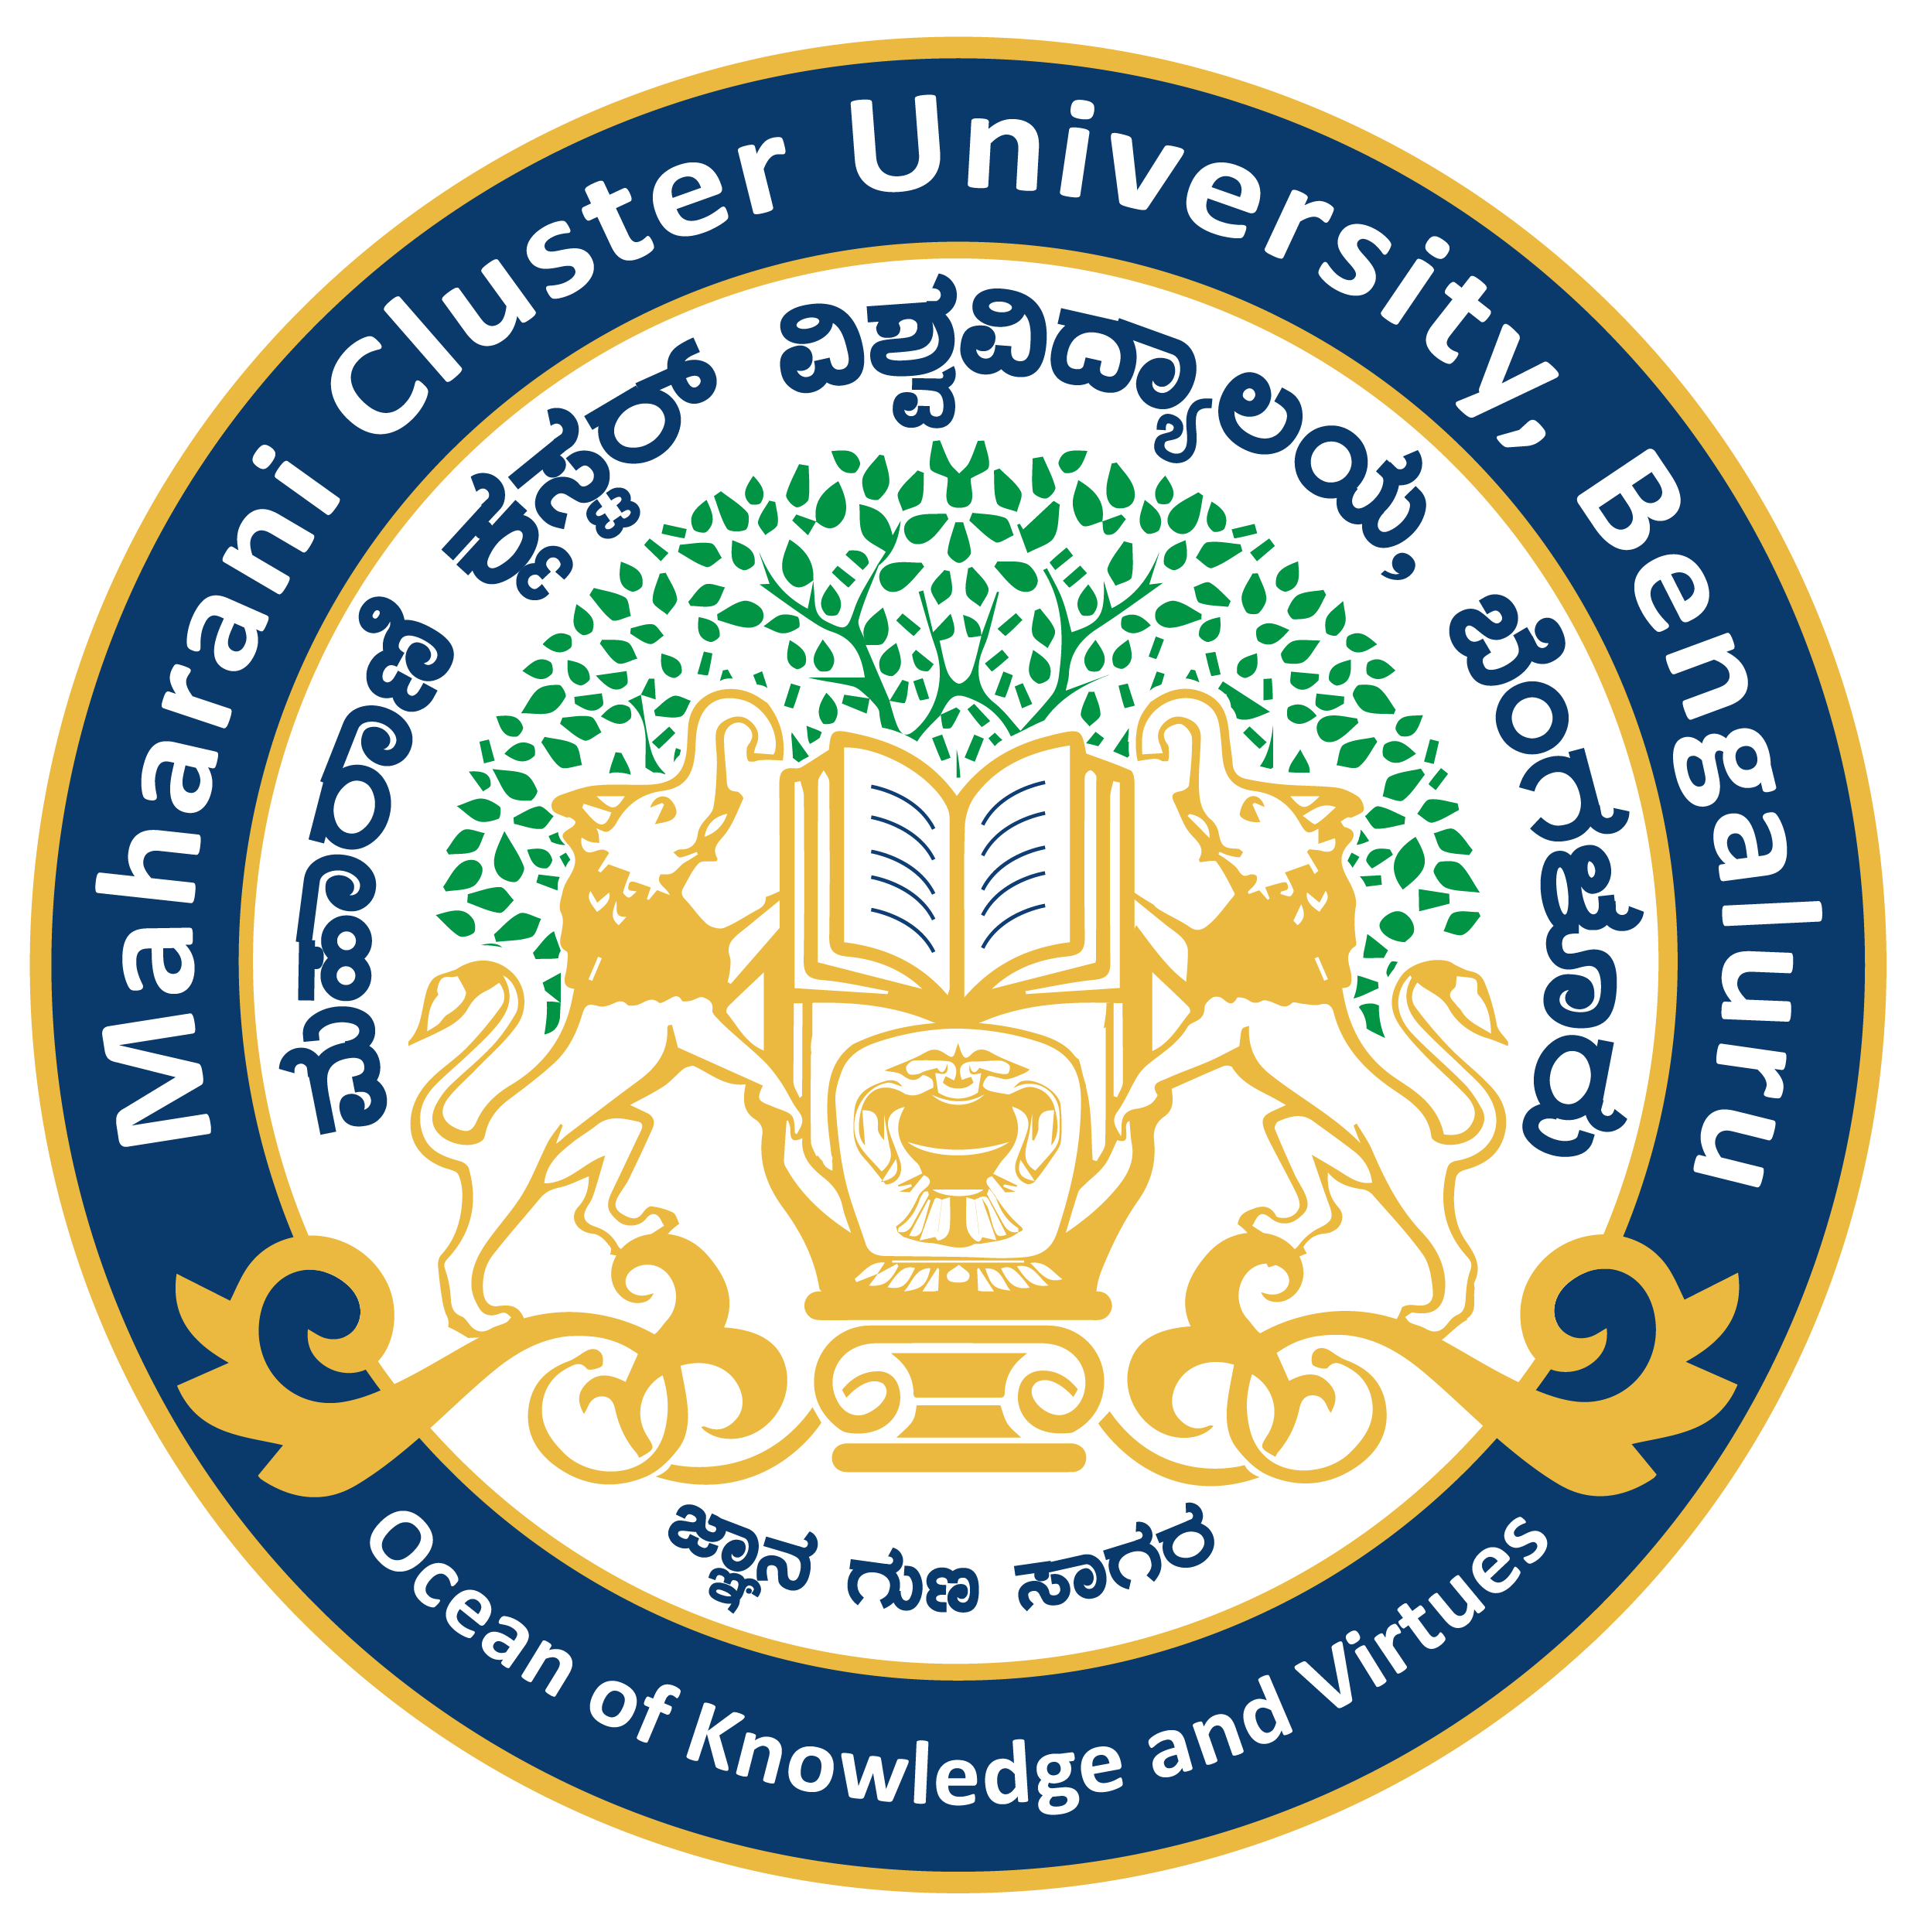 Maharani Cluster University, Bengaluru
ಮಹಾರಾಣಿ ಕ್ಲಸ್ಟರ್ ವಿಶ್ವವಿದ್ಯಾಲಯ, ಬೆಂಗಳೂರು
ಜ್ಞಾನ ಗುಣ ಸಾಗರ
Ocean of Knowledge and Virtues